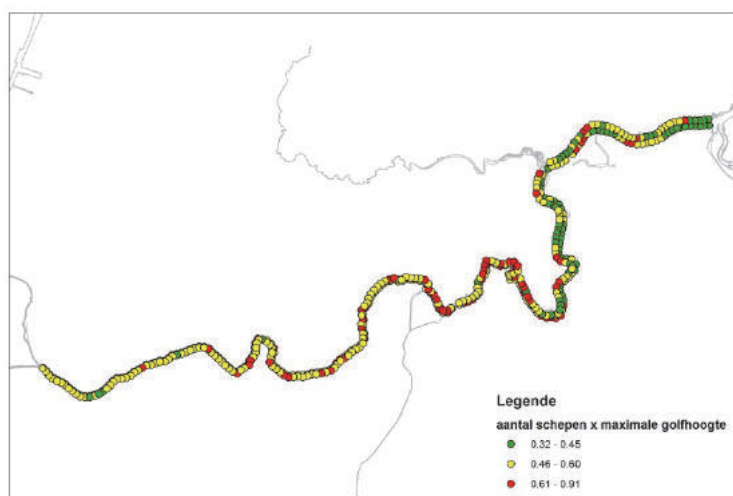 Legende
aantal schepen x maximale golfhoogte
0.32 - 0.45
0.46 - 0.60
0.61 - 0.91